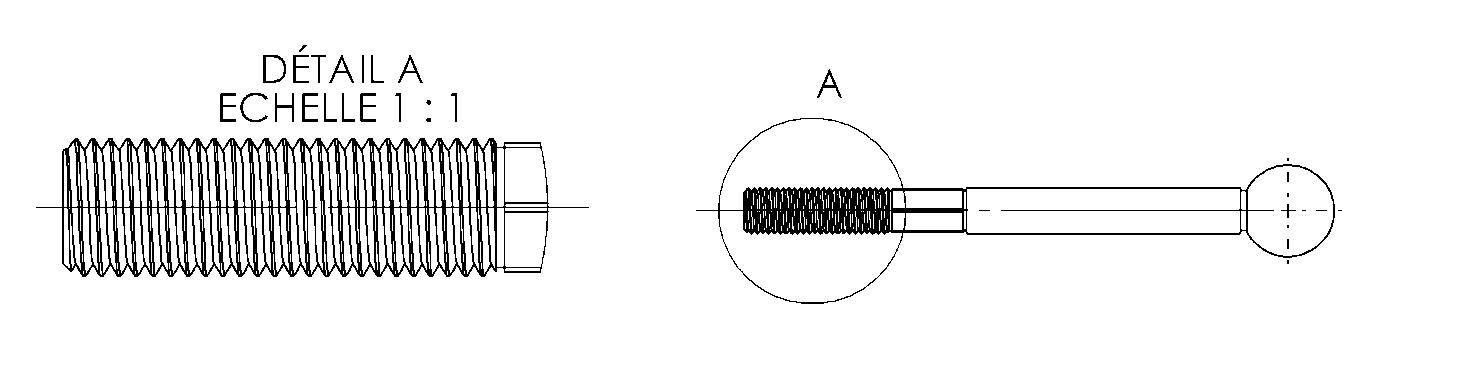 DÉTAIL A
ECHELLE 1 : 1
A